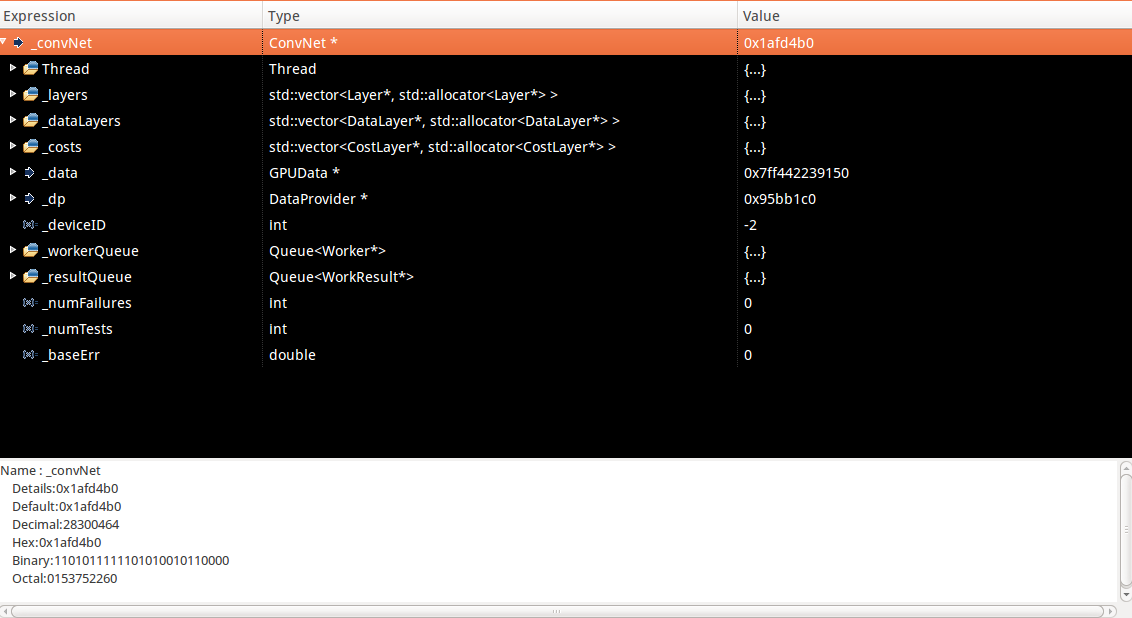 Expression Type Value
_convNet ConvNet * 0x1afd4b0
Thread Thread {...}
_layers std::vector<Layer*, std::allocator<Layer*> > {...}
_dataLayers std::vector<DataLayer*, std::allocator<DataLayer*> > {...}
_costs std::vector<CostLayer*, std::allocator<CostLayer*> > {...}
_data GPUData * 0x7ff442239150
_dp DataProvider * 0x95bb1c0
_deviceID int -2
_workerQueue Queue<Worker*> {...}
_resultQueue Queue<WorkResult*> {...}
_numFailures int 0
_numTests int 0
_baseErr double 0
Name : _convNet
Details:0x1afd4b0
Default:0x1afd4b0
Decimal:28300464
Hex:0x1afd4b0
Binary:1101011111101010010110000
Octal:0153752260